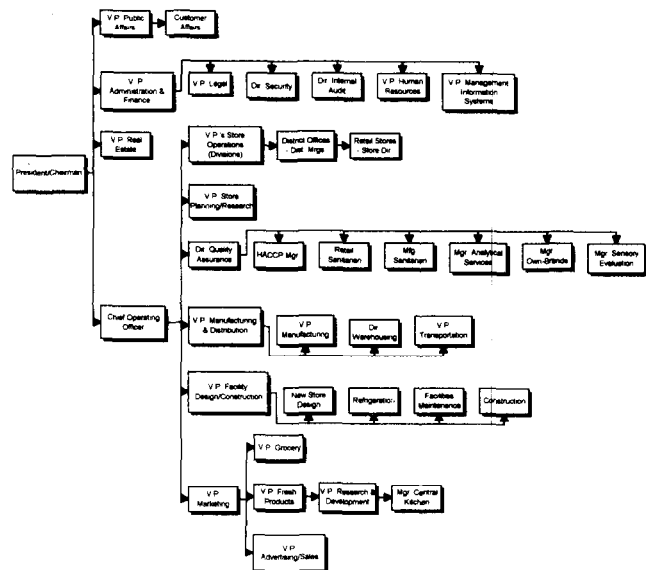 V P Public
Affairs
Customer
Affairs
V P
Administration &
Finance
V P Legal
Dir Security
Dir Internal
Audit
V P Human
Resources
V P Management
Information
Systems
V P Real
Estate
President/Chairman
V P 's Store
Operations
(Divisions)
District Offices
- Dist Mrgs
Retail Stores
- Store Dir
V P Store
Planning/Research
Dir Quality
Assurance
HACCP Mgr
Retail
Sanitarian
Mfg
Sanitarian
Mgr Analytical
Services
Mgr
Own-Brands
Mgr Sensory
Evaluation
Chief Operating
Officer
V P Manufacturing
& Distribution
V P
Manufacturing
Dir
Warehousing
V P
Transportation
V P Facility
Design/Construction
New Store
Design
Refrigeration
Facilities
Maintenance
Construction
V P Grocery
V P
Marketing
V P Fresh
Products
V P Research &
Development
Mgr Central
Kitchen
V P
Advertising/Sales